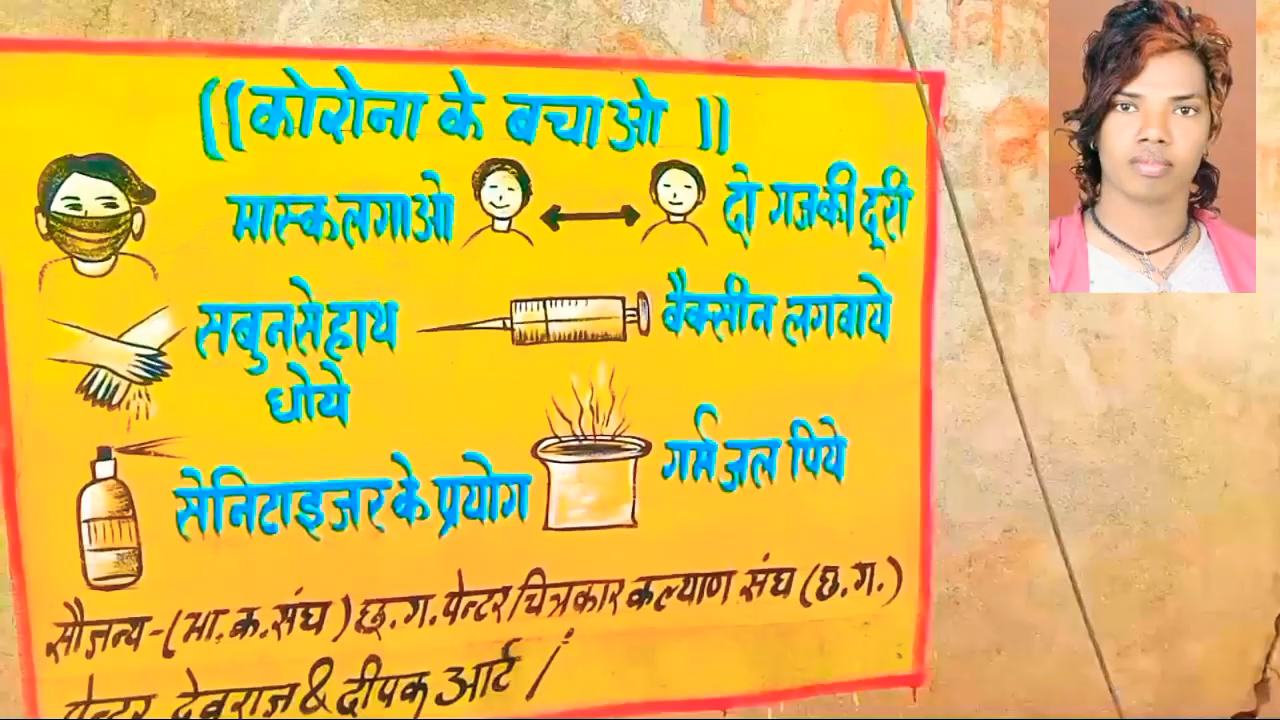 ((कोरोना के बचाओ ))
मास्क लगाओ
दो गज की दूरी
सबुन से हाथ
धोये
वैक्सीन लगवाये
सेनिटाइजर के प्रयोग
गर्म जल पिये
सौजन्य-(भा.क.संघ) छ.ग. पेन्टर चित्रकार कल्याण संघ (छ.ग.)
पेन्टर देवराज & दीपक आर्ट